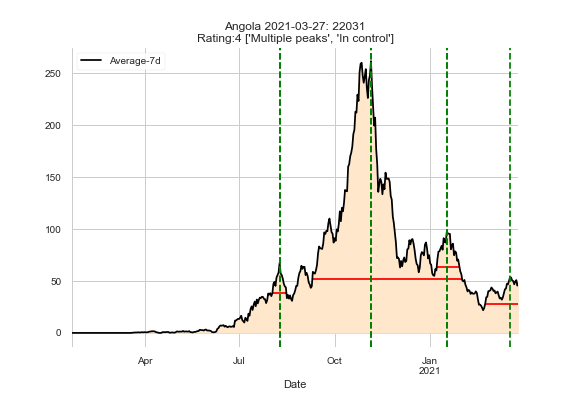 Angola 2021-03-27: 22031
Rating:4 ['Multiple peaks', 'In control']
Average-7d
250
200
150
100
50
0
Apr
Jul
Oct
Jan
2021
Date